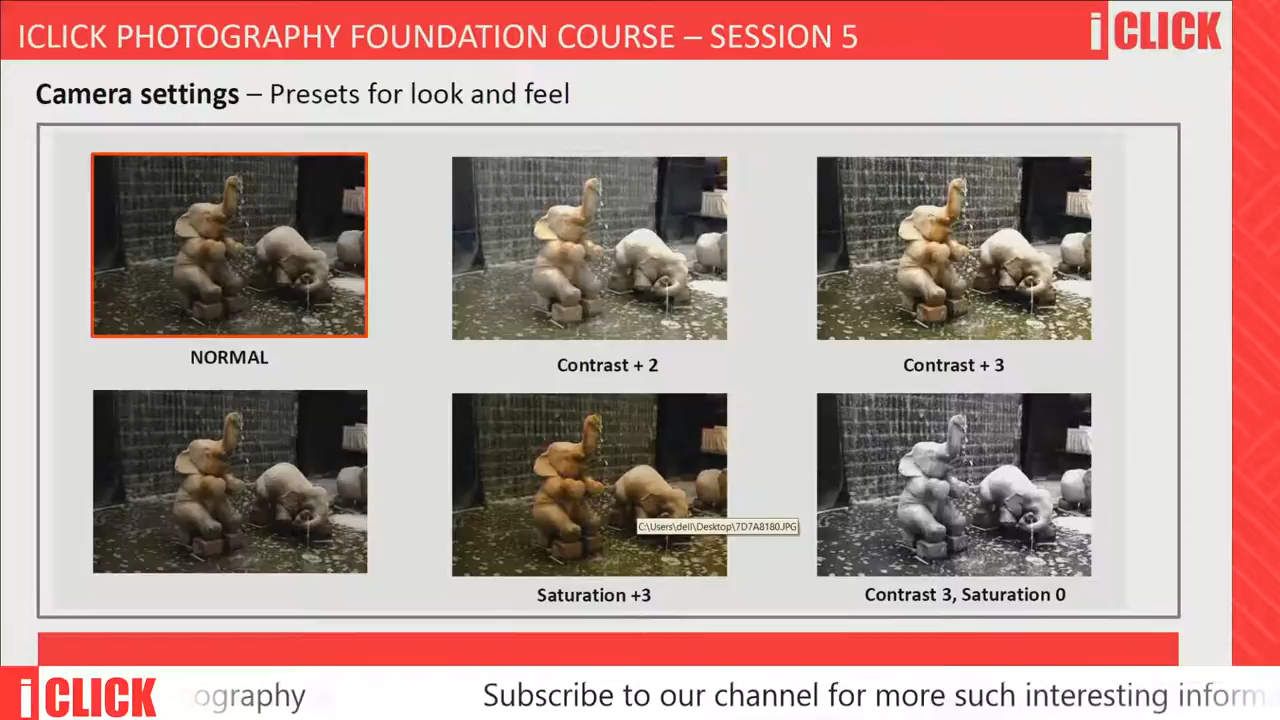 ICLICK PHOTOGRAPHY FOUNDATION COURSE – SESSION 5
iCLICK
Camera settings – Presets for look and feel
NORMAL
Contrast + 2
Contrast + 3
C:\Users\dell\Desktop\7D7A8180.JPG
Saturation +3
Contrast 3, Saturation 0
iCLICK
ography
Subscribe to our channel for more such interesting inform